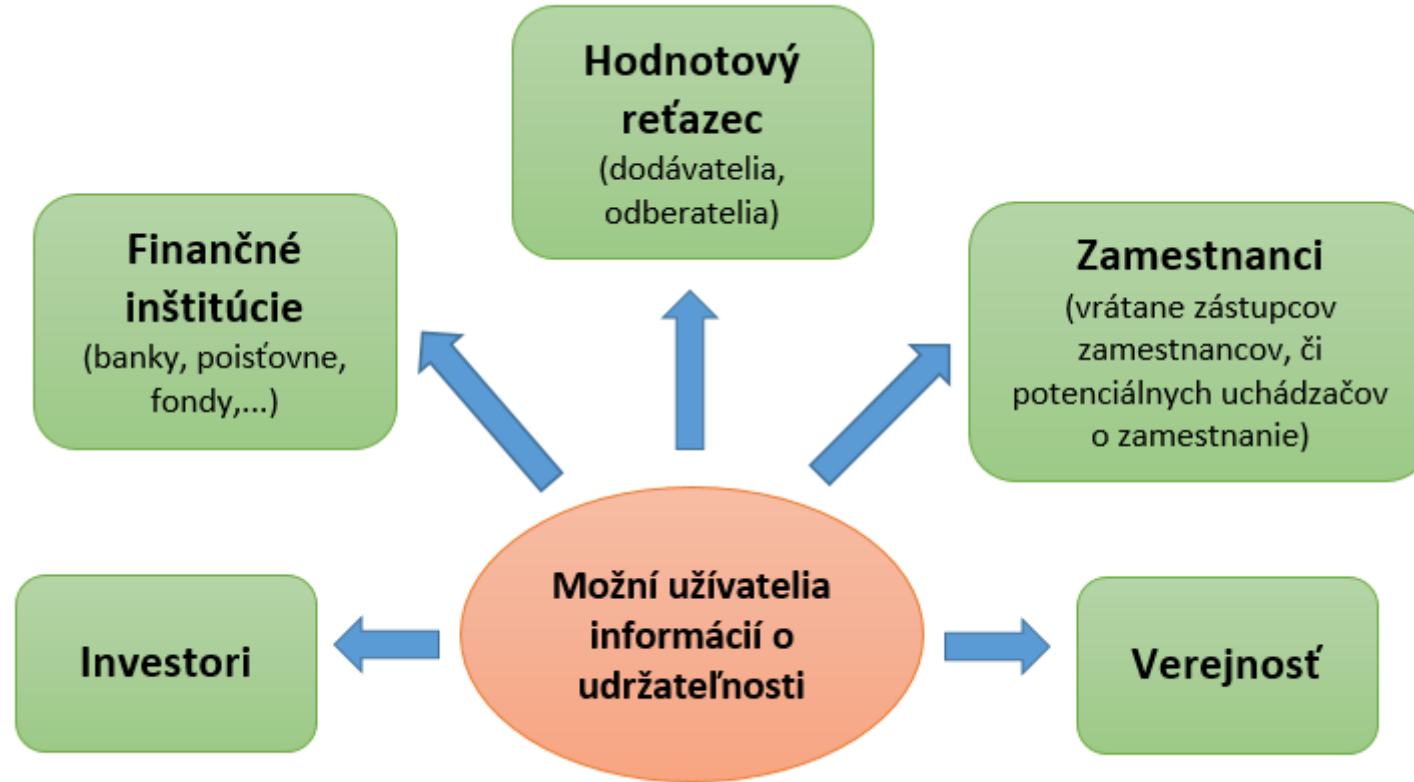 Hodnotový
reťazec
(dodávatelia,
odberatelia)
Finančné
inštitúcie
(banky, poisťovne,
fondy,...)
Zamestnanci
(vrátane zástupcov
zamestnancov, či
potenciálnych uchádzačov
o zamestnanie)
Investori
Možní užívatelia
informácií o
udržateľnosti
Verejnosť